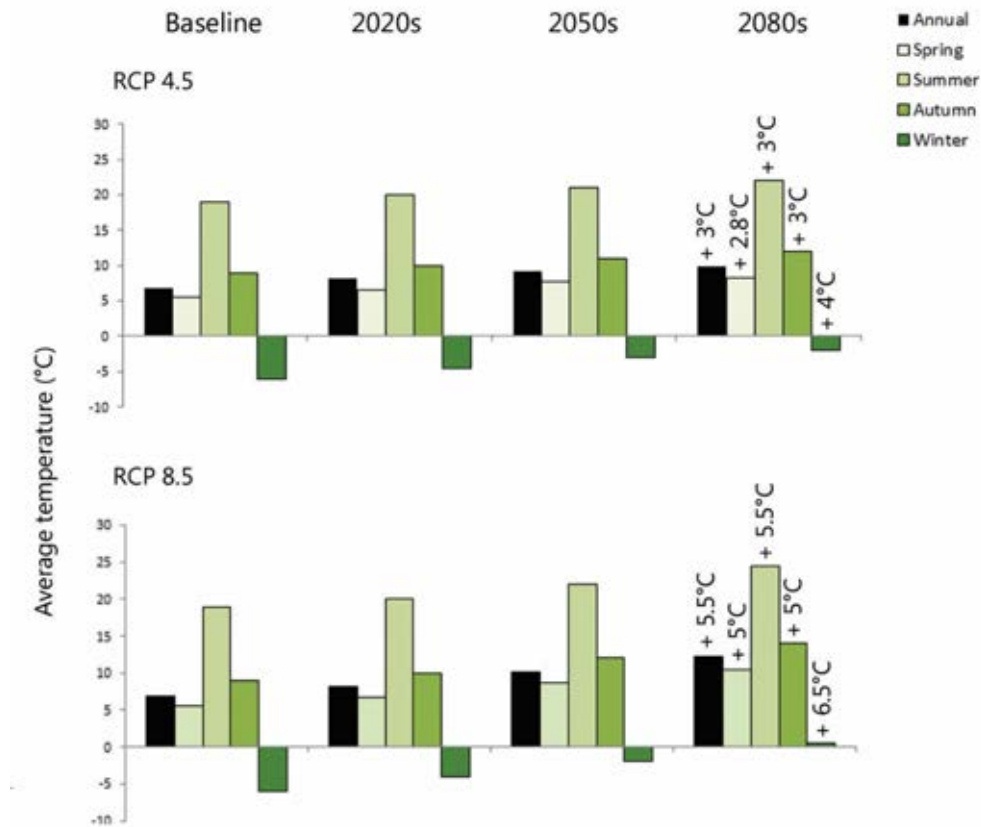 Baseline 2020s 2050s 2080s
Annual
Spring
Summer
Autumn
Winter
RCP 4.5
Average temperature (°C)
30
25
20
15
10
5
0
-5
-10
+ 3°C
+ 2.8°C
+ 3°C
+ 3°C
+ 4°C
RCP 8.5
30
25
20
15
10
5
0
-5
-10
+ 5.5°C
+ 5°C
+ 5.5°C
+ 5°C
+ 6.5°C